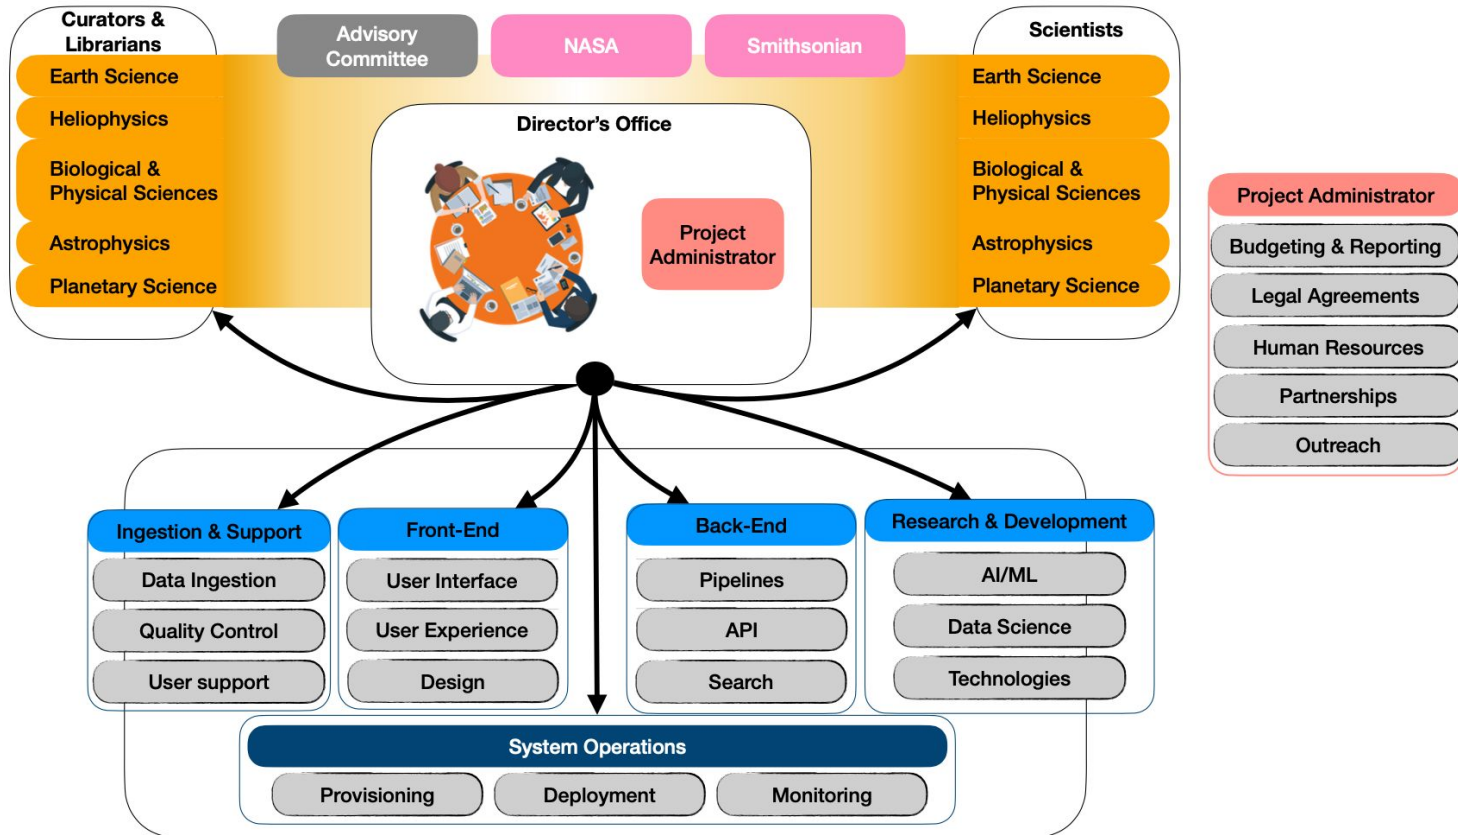 Curators &
Librarians
Earth Science
Heliophysics
Biological &
Physical Sciences
Astrophysics
Planetary Science
Advisory
Committee
NASA
Smithsonian
Director's Office
Project
Administrator
Scientists
Earth Science
Heliophysics
Biological &
Physical Sciences
Astrophysics
Planetary Science
Project Administrator
Budgeting & Reporting
Legal Agreements
Human Resources
Partnerships
Outreach
Ingestion & Support
Data Ingestion
Quality Control
User support
Front-End
User Interface
User Experience
Design
Back-End
Pipelines
API
Search
Research & Development
AI/ML
Data Science
Technologies
System Operations
Provisioning
Deployment
Monitoring